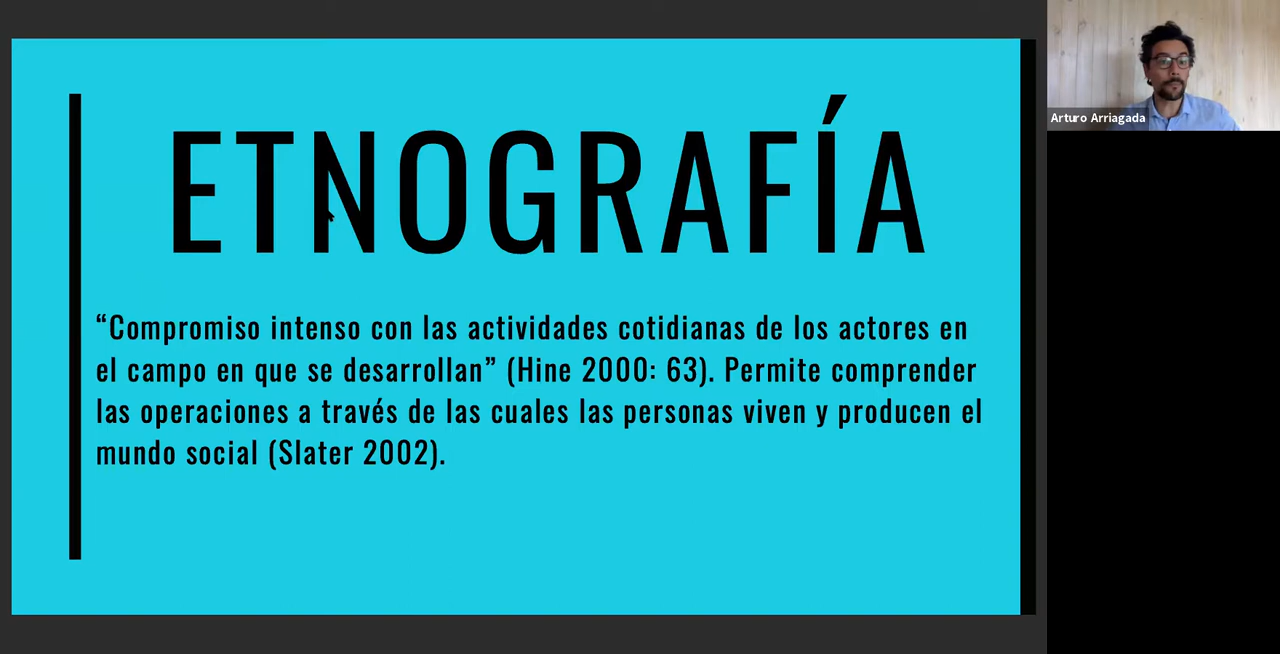 ETNOGRAFÍA
“Compromiso intenso con las actividades cotidianas de los actores en
el campo en que se desarrollan” (Hine 2000: 63). Permite comprender
las operaciones a través de las cuales las personas viven y producen el
mundo social (Slater 2002).
Arturo Arriagada